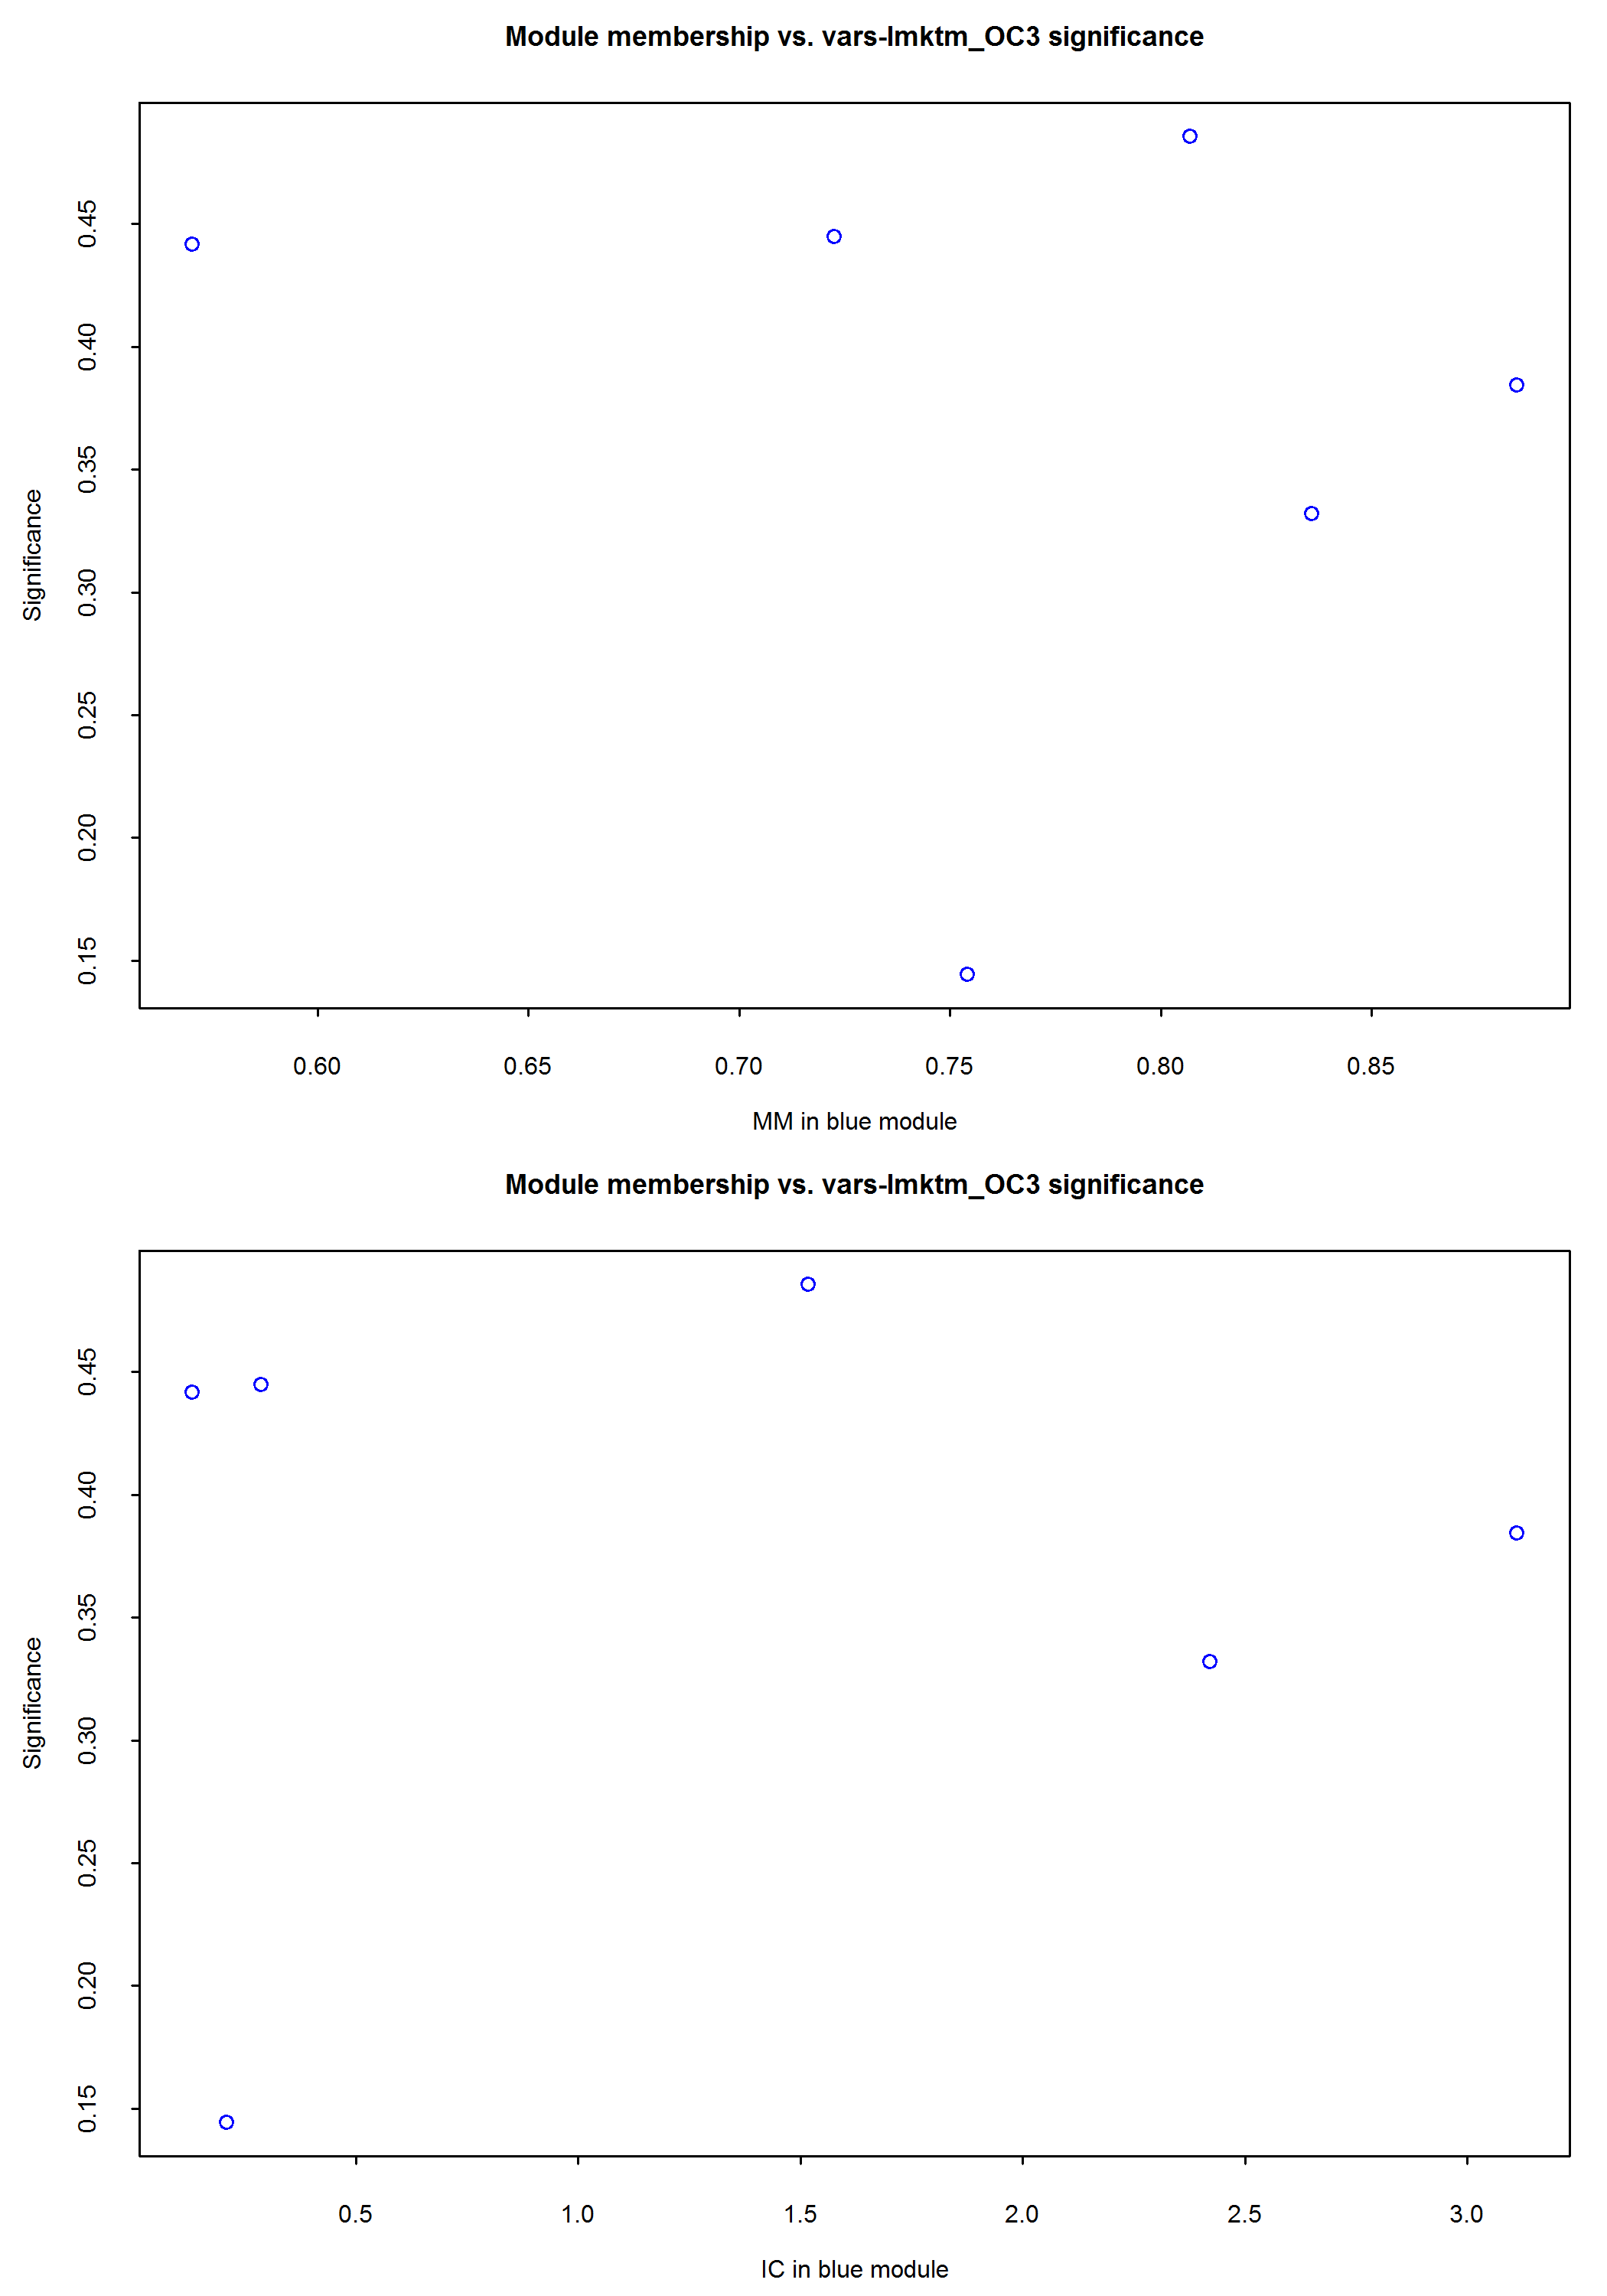 Module membership vs. vars-lmktm_OC3 significance
0.45
0.40
0.35
0.30
0.25
0.20
0.15
Significance
0.60 0.65 0.70 0.75 0.80 0.85
MM in blue module
Module membership vs. vars-lmktm_OC3 significance
0.45
0.40
0.35
0.30
0.25
0.20
0.15
Significance
0.5 1.0 1.5 2.0 2.5 3.0
IC in blue module